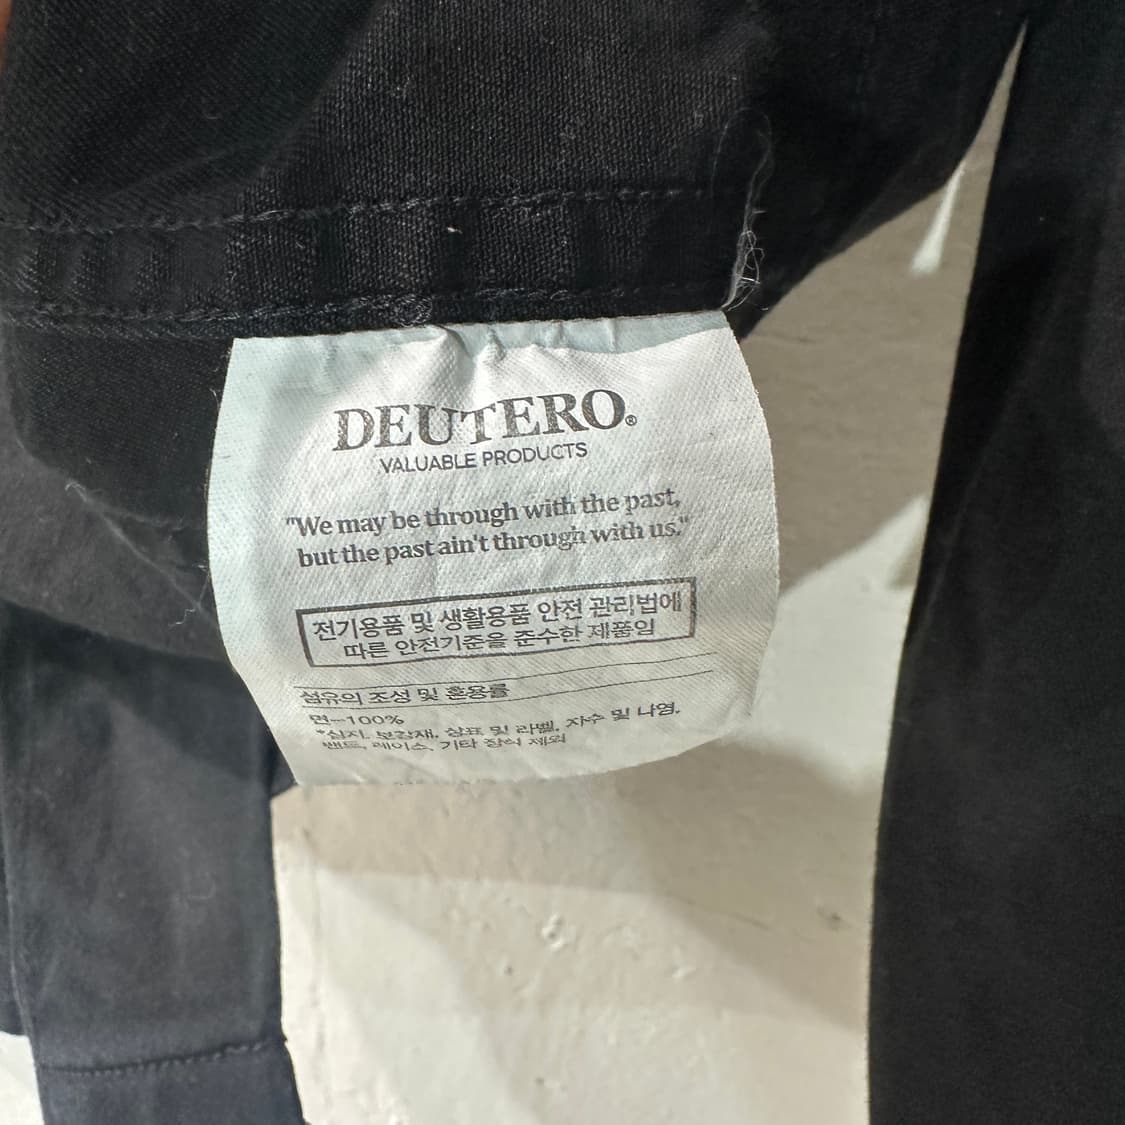 DEUTERO®
VALUABLE PRODUCTS
"We may be through with the past,
but the past ain't through with us."
전기용품 및 생활용품 안전 관리법에
따른 안전기준을 준수한 제품임
섬유의 조성 및 혼용률
면-100%
*심지, 보강재, 상표 및 라벨, 자수 및 나염,
밴드, 레이스, 기타 장식 제외